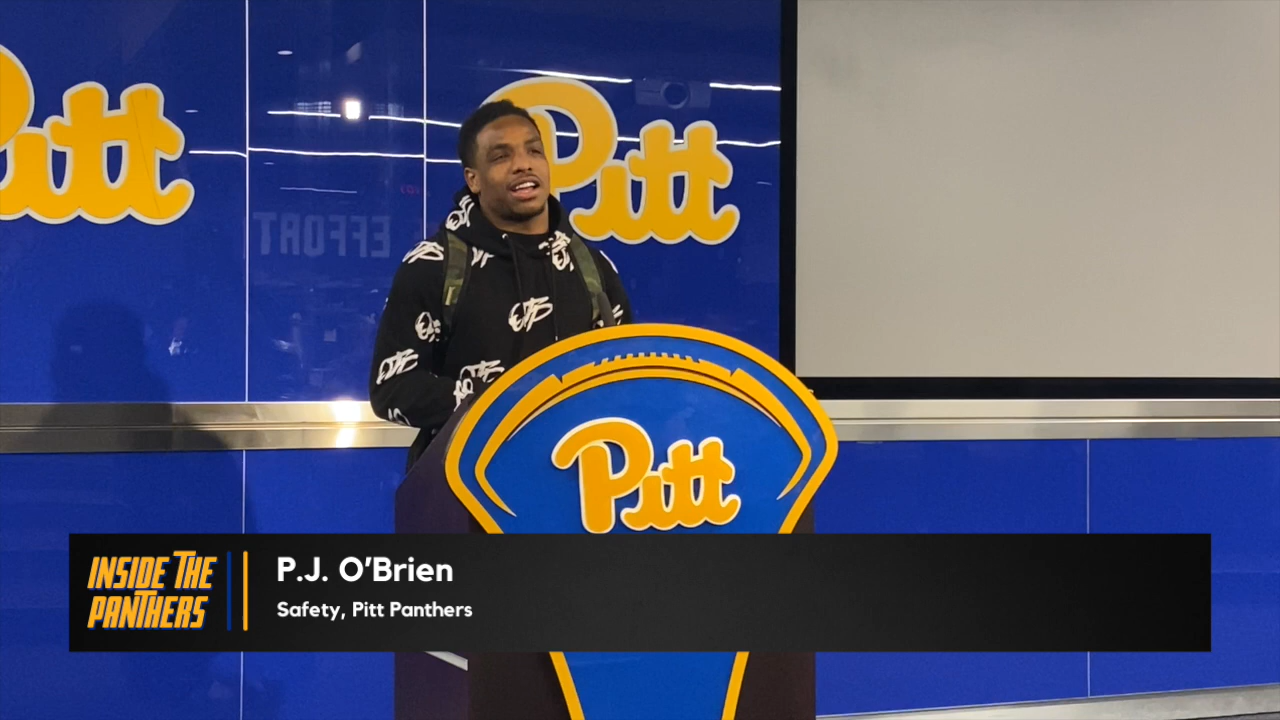 Pitt
Pitt
EFFORT
Pitt
INSIDE THE
PANTHERS
P.J. O'Brien
Safety, Pitt Panthers